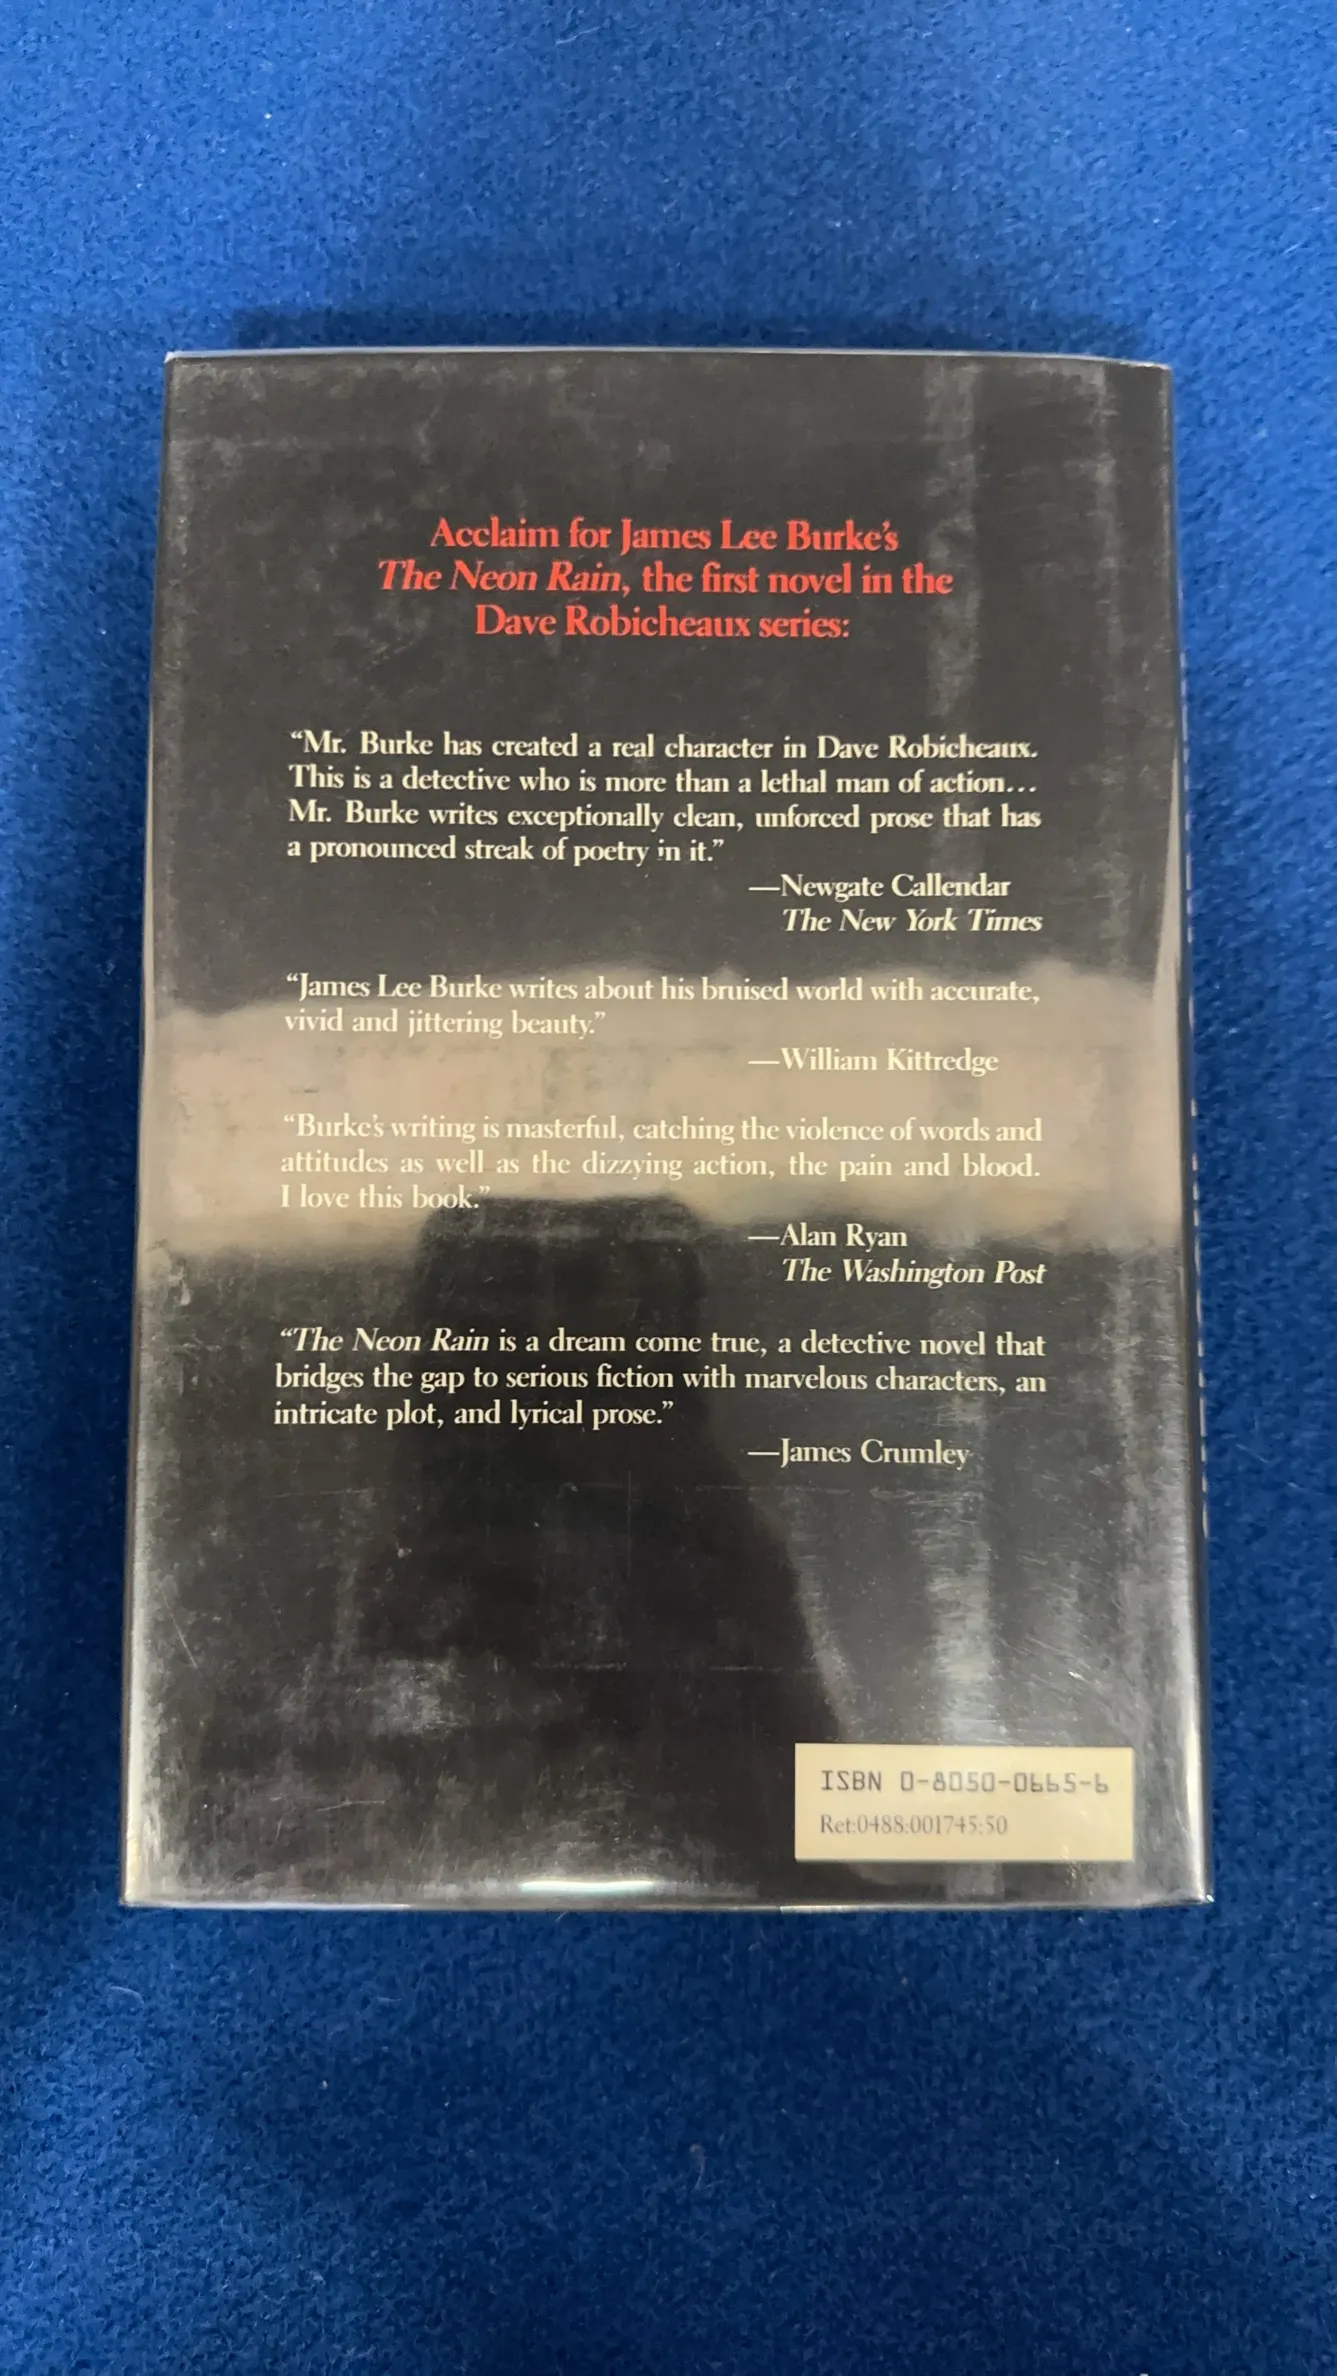 Acclaim for James Lee Burke's
The Neon Rain, the first novel in the
Dave Robicheaux series:
“Mr. Burke has created a real character in Dave Robicheaux.
This is a detective who is more than a lethal man of action...
Mr. Burke writes exceptionally clean, unforced prose that has
a pronounced streak of poetry in it.”
—Newgate Callendar
The New York Times
“James Lee Burke writes about his bruised world with accurate,
vivid and jittering beauty.”
—William Kittredge
“Burke's writing is masterful, catching the violence of words and
attitudes as well as the dizzying action, the pain and blood.
I love this book.”
—Alan Ryan
The Washington Post
“The Neon Rain is a dream come true, a detective novel that
bridges the gap to serious fiction with marvelous characters, an
intricate plot, and lyrical prose.”
—James Crumley
ISBN 0-8050-0665-6
Ret:0488:001745:50